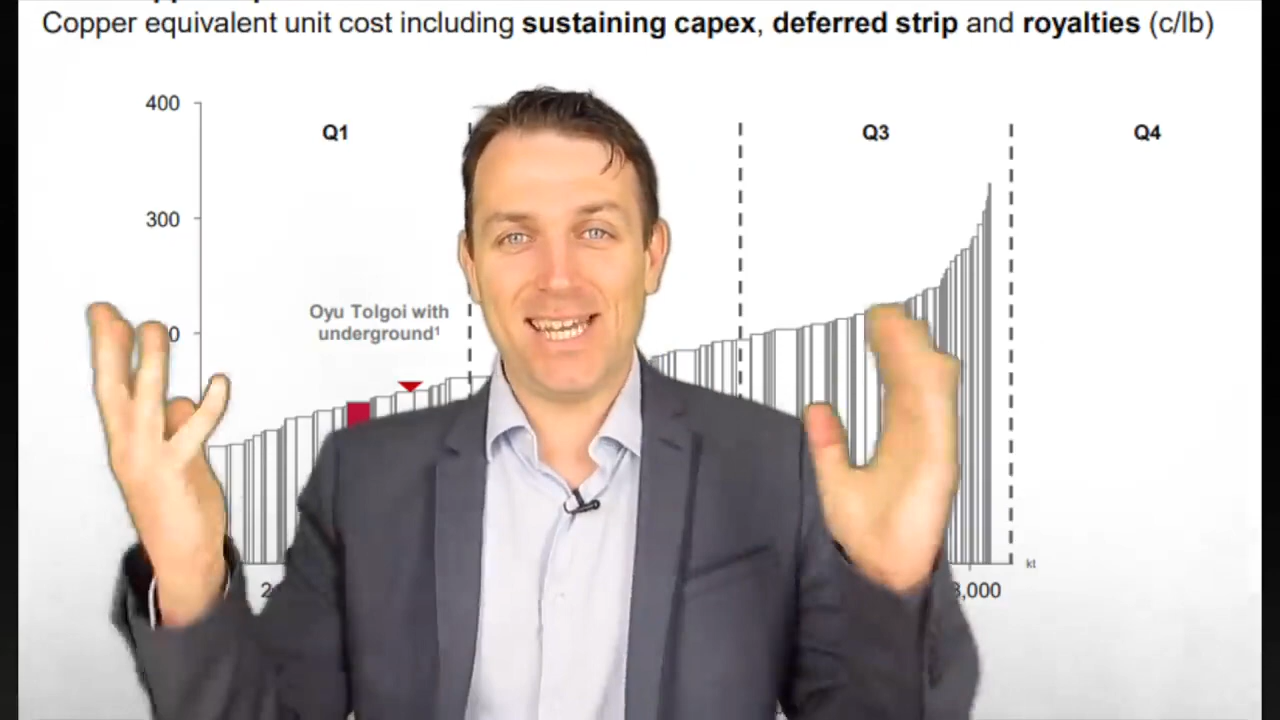 Copper equivalent unit cost including sustaining capex, deferred strip and royalties (c/lb)
400
Q1
Q3
Q4
300
Oyu Tolgoi with
underground¹
kt